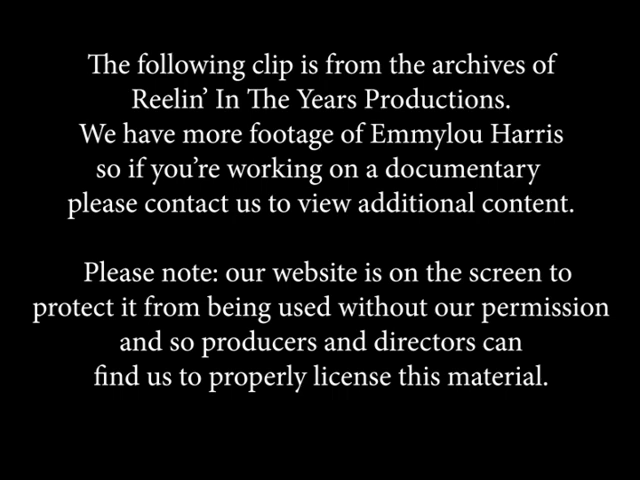 The following clip is from the archives of
Reelin’ In The Years Productions.
We have more footage of Emmylou Harris
so if you’re working on a documentary
please contact us to view additional content.
Please note: our website is on the screen to
protect it from being used without our permission
and so producers and directors can
find us to properly license this material.